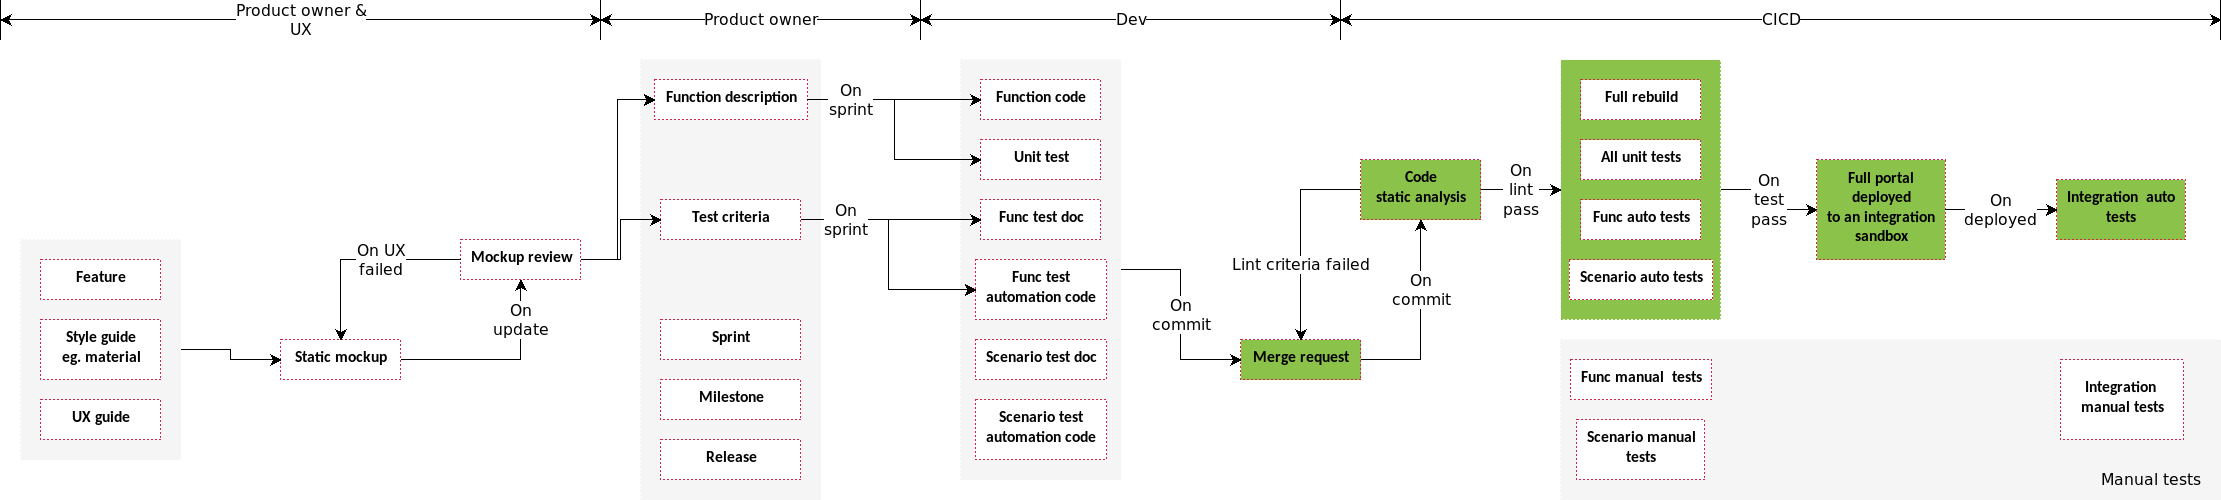 Product owner &
UX
Product owner
Dev
CICD
Feature
Style guide
eg. material
UX guide
Static mockup
On UX
failed
Mockup review
On
update
Function description
Test criteria
Sprint
Milestone
Release
On
sprint
On
sprint
Function code
Unit test
Func test doc
Func test
automation code
Scenario test doc
Scenario test
automation code
On
commit
Merge request
Lint criteria failed
On
commit
Code
static analysis
On
lint
pass
Full rebuild
All unit tests
Func auto tests
Scenario auto tests
On
test
pass
Full portal
deployed
to an integration
sandbox
On
deployed
Integration  auto
tests
Func manual  tests
Scenario manual
tests
Integration
manual tests
Manual tests